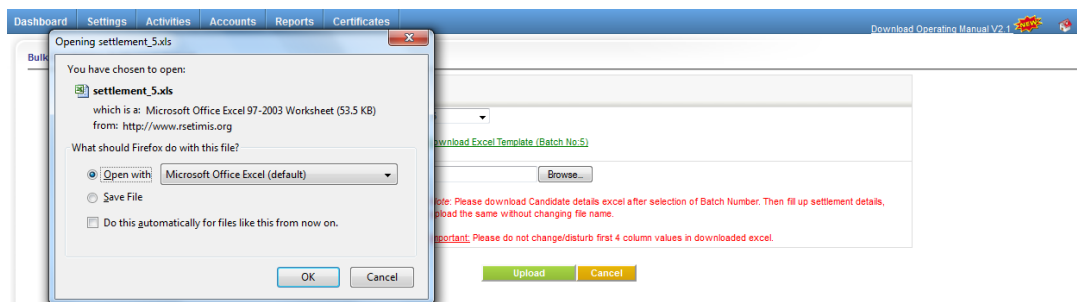 Dashboard Settings Activities Accounts Reports Certificates
Download Operating Manual V2.1 NEW
Opening settlement_5.xls
x
Bulk
You have chosen to open:
settlement_5.xls
which is a: Microsoft Office Excel 97-2003 Worksheet (53.5 KB)
from: http://www.rsetimis.org
What should Firefox do with this file?
Open with Microsoft Office Excel (default)
Save File
Do this automatically for files like this from now on.
OK Cancel
ownload Excel Template (Batch No:5)
Browse...
ote: Please download Candidate details excel after selection of Batch Number. Then fill up settlement details,
pload the same without changing file name.
mportant: Please do not change/disturb first 4 column values in downloaded excel.
Upload Cancel